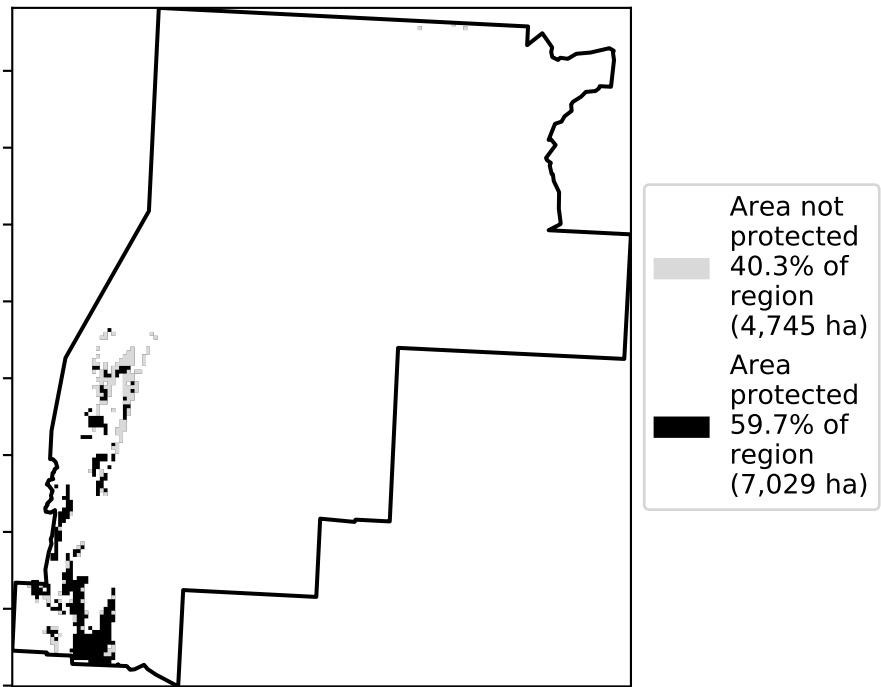 Area not
protected
40.3% of
region
(4,745 ha)
Area
protected
59.7% of
region
(7,029 ha)